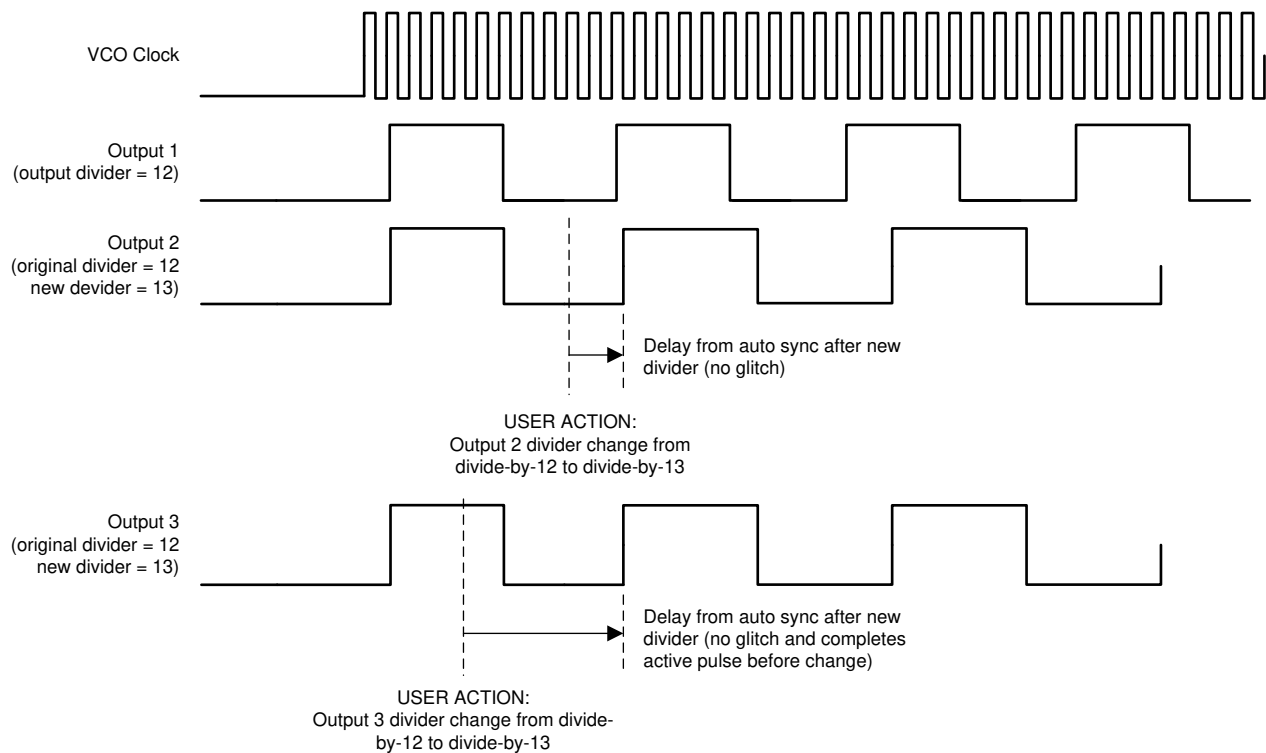 VCO Clock
Output 1
(output divider = 12)
Output 2
(original divider = 12
new devider = 13)
Delay from auto sync after new
divider (no glitch)
USER ACTION:
Output 2 divider change from
divide-by-12 to divide-by-13
Output 3
(original divider = 12
new divider = 13)
Delay from auto sync after new
divider (no glitch and completes
active pulse before change)
USER ACTION:
Output 3 divider change from divide-
by-12 to divide-by-13